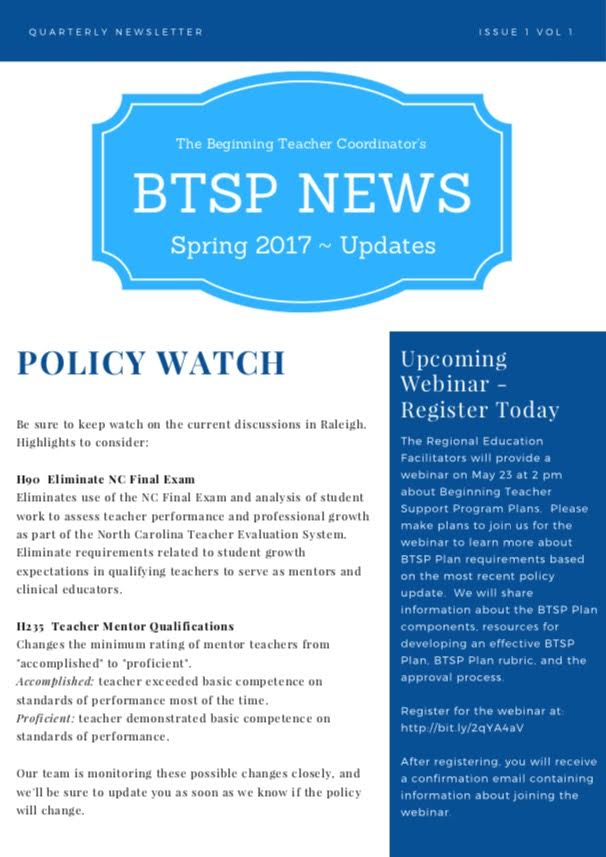 QUARTERLY NEWSLETTER
ISSUE 1 VOL 1
The Beginning Teacher Coordinator's
BTSP NEWS
Spring 2017 ~ Updates
POLICY WATCH
Be sure to keep watch on the current discussions in Raleigh.
Highlights to consider:
H90 Eliminate NC Final Exam
Eliminates use of the NC Final Exam and analysis of student
work to assess teacher performance and professional growth
as part of the North Carolina Teacher Evaluation System.
Eliminate requirements related to student growth
expectations in qualifying teachers to serve as mentors and
clinical educators.
H235 Teacher Mentor Qualifications
Changes the minimum rating of mentor teachers from
"accomplished" to "proficient".
Accomplished: teacher exceeded basic competence on
standards of performance most of the time.
Proficient: teacher demonstrated basic competence on
standards of performance.
Our team is monitoring these possible changes closely, and
we'll be sure to update you as soon as we know if the policy
will change.
Upcoming
Webinar -
Register Today
The Regional Education
Facilitators will provide a
webinar on May 23 at 2 pm
about Beginning Teacher
Support Program Plans. Please
make plans to join us for the
webinar to learn more about
BTSP Plan requirements based
on the most recent policy
update. We will share
information about the BTSP Plan
components, resources for
developing an effective BTSP
Plan, BTSP Plan rubric, and the
approval process.
Register for the webinar at:
http://bit.ly/2qYA4aV
After registering, you will receive
a confirmation email containing
information about joining the
webinar.